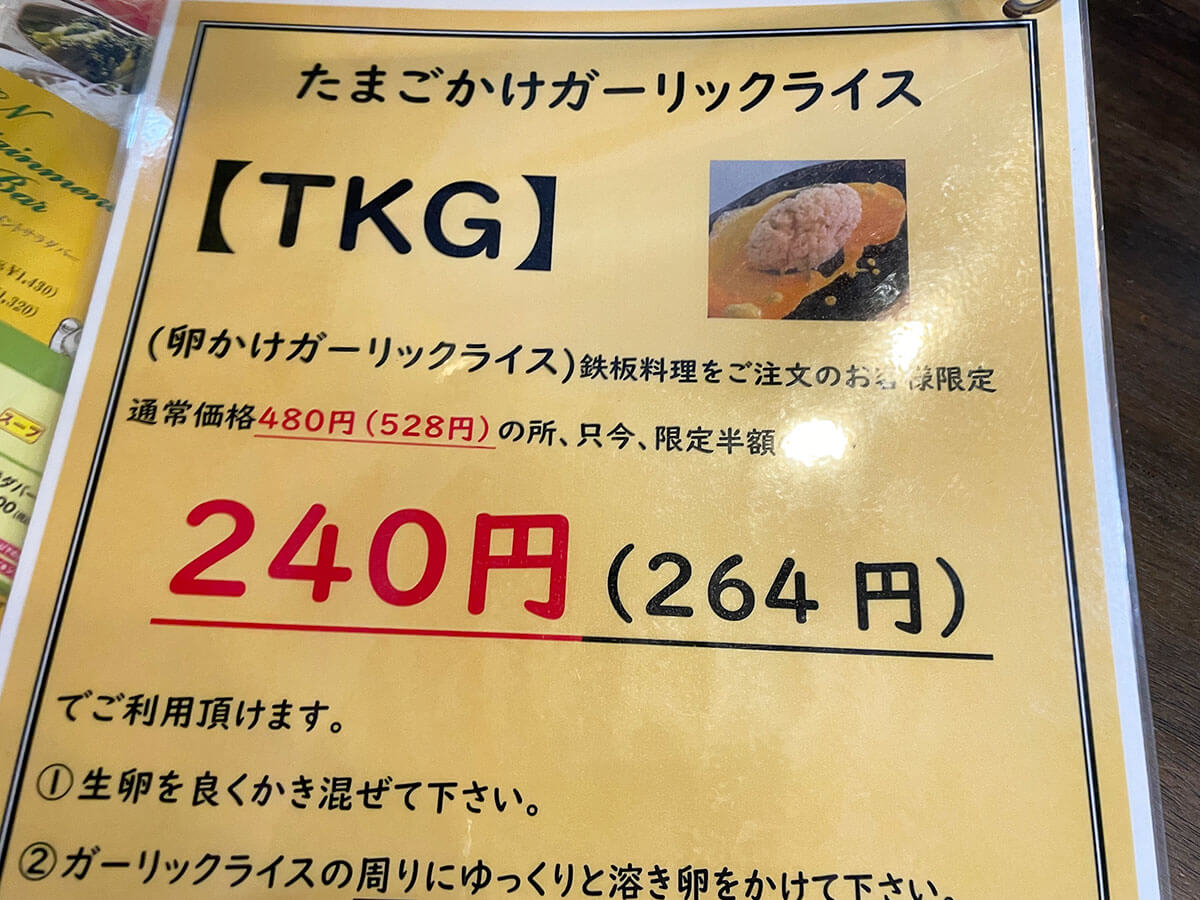 たまごかけガーリックライス
【TKG】
(卵かけガーリックライス)鉄板料理をご注文のお客様限定
通常価格480円(528円)の所、只今、限定半額
240円(264円)
でご利用頂けます。
①生卵を良くかき混ぜて下さい。
②ガーリックライスの周りにゆっくりと溶き卵をかけて下さい。
Bar
¥1,430)
スープ